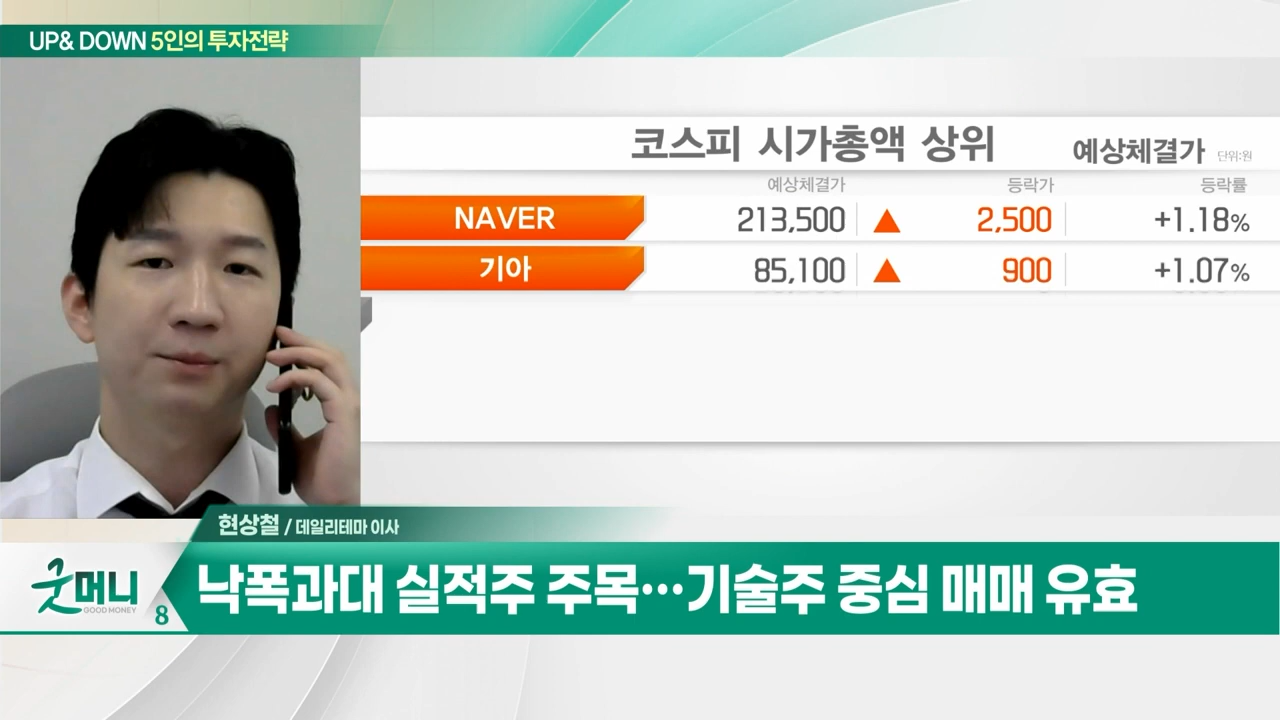 UP& DOWN 5인의 투자전략
코스피 시가총액 상위 예상체결가 단위:원
예상체결가 등락가 등락률
NAVER 213,500 ▲ 2,500 +1.18%
기아 85,100 ▲ 900 +1.07%
현상철 / 데일리테마 이사
굿머니
GOOD MONEY
8
낙폭과대 실적주 주목…기술주 중심 매매 유효